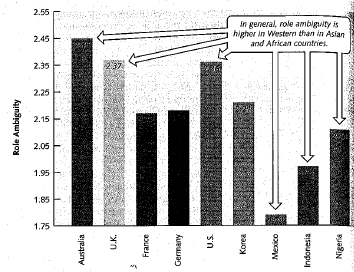 In general, role ambiguity is
higher in Western than in Asian
and African countries.
Role Ambiguity
2.55
2.45
2.35
2.25
2.15
2.05
1.95
1.85
1.75
2.37
Australia
U.K.
France
Germany
U.S.
Korea
Mexico
Indonesia
Nigeria